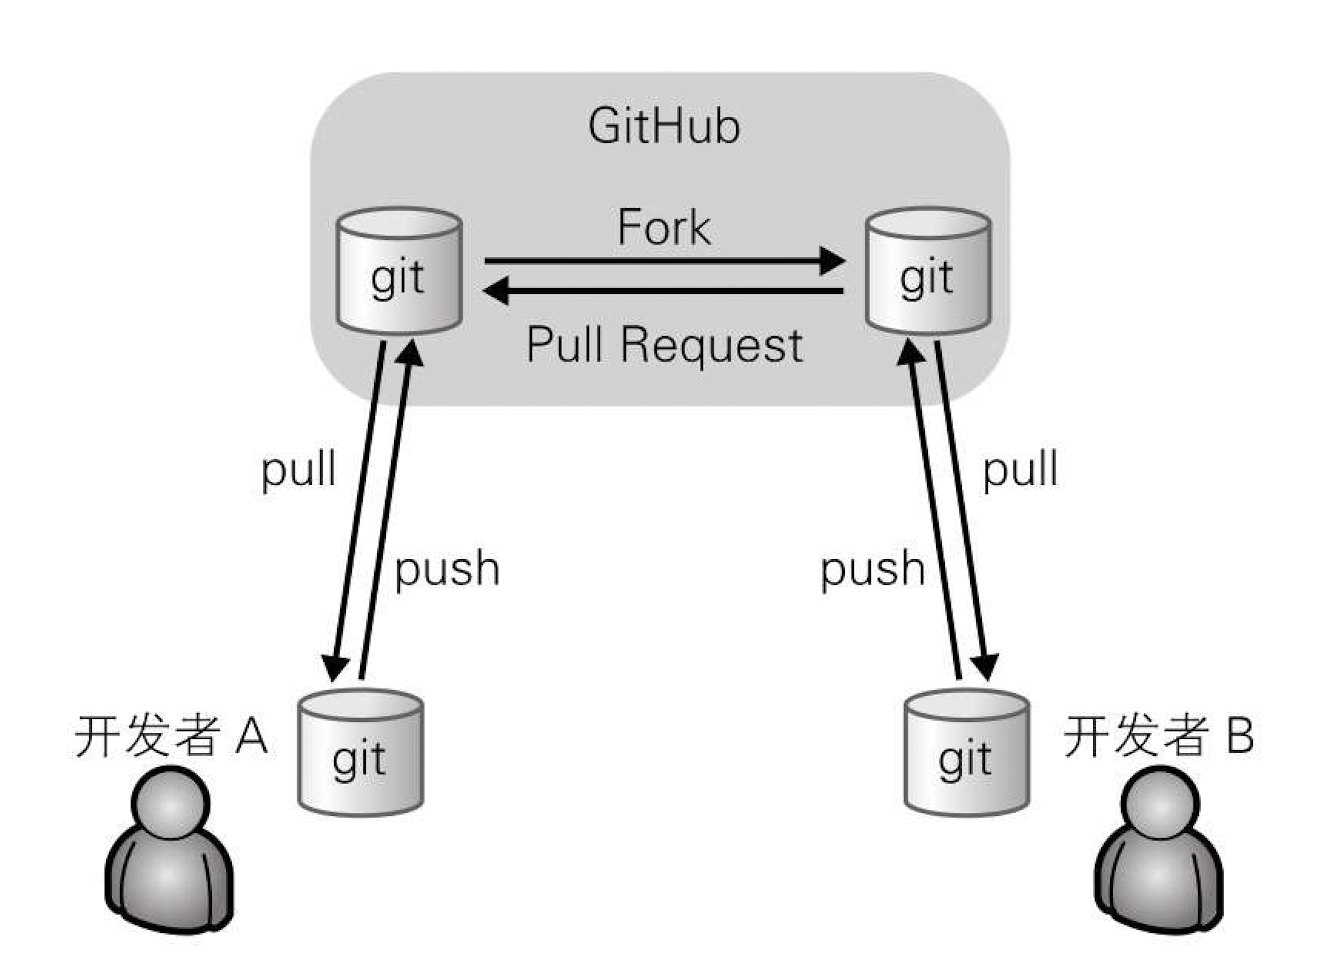 GitHub
Fork
git
git
Pull Request
pull
pull
push
push
开发者 A
git
git
开发者 B